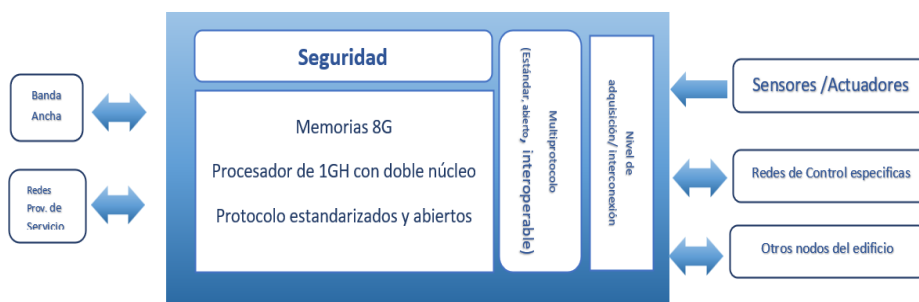 Banda
Ancha
Redes
Prov. de
Servicio
Seguridad
Memorias 8G
Procesador de 1GH con doble núcleo
Protocolo estandarizados y abiertos
Multiprotocolo
(Estándar, abierto, interoperable)
Nivel de
adquisición/ interconexión
Sensores /Actuadores
Redes de Control especificas
Otros nodos del edificio